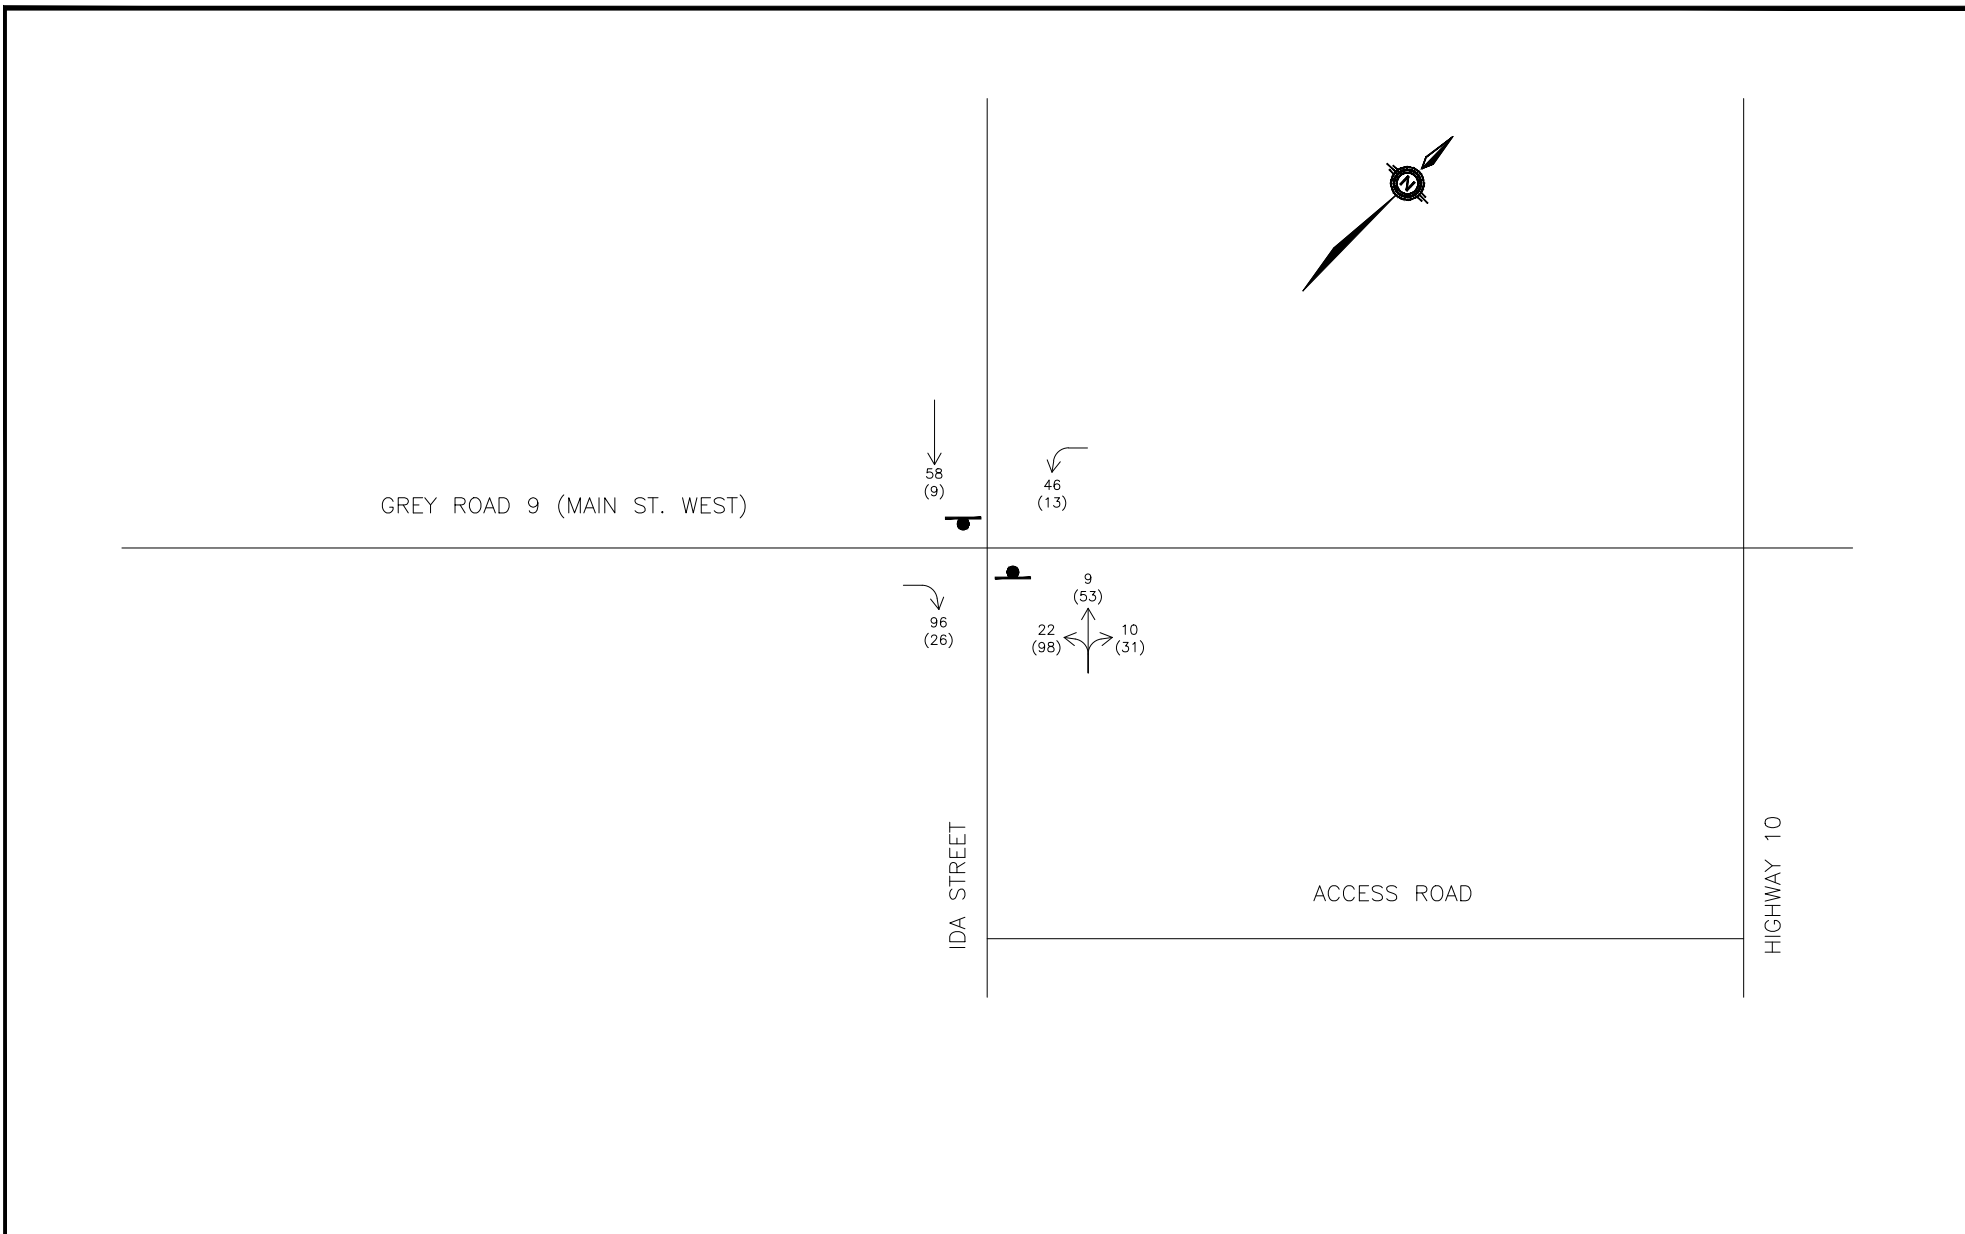 N
58
(9)
46
(13)
GREY ROAD 9 (MAIN ST. WEST)
96
(26)
9
(53)
22
(98)
10
(31)
IDA STREET
ACCESS ROAD
HIGHWAY 10